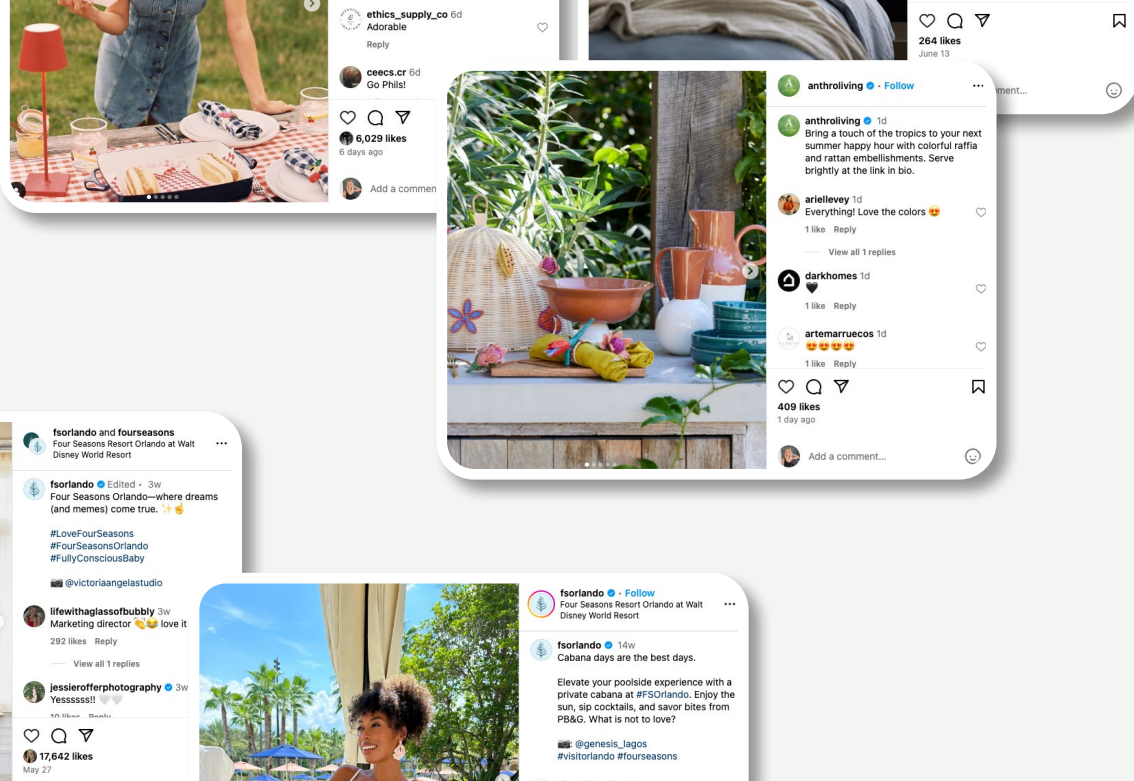 ethics_supply_co 6d
Adorable
Reply
ceecs.cr 6d
Go Phils!
6,029 likes
6 days ago
Add a commen
264 likes
June 13
ment...
anthroliving • Follow
anthroliving 1d
Bring a touch of the tropics to your next
summer happy hour with colorful raffia
and rattan embellishments. Serve
brightly at the link in bio.
ariellevey 1d
Everything! Love the colors 😍
1 like Reply
View all 1 replies
darkhomes 1d
🖤
1 like Reply
artemarruecos 1d
😍😍😍😍
1 like Reply
409 likes
1 day ago
Add a comment...
fsorlando and fourseasons
Four Seasons Resort Orlando at Walt
Disney World Resort
fsorlando Edited • 3w
Four Seasons Orlando—where dreams
(and memes) come true. ✨☝️
#LoveFourSeasons
#FourSeasonsOrlando
#FullyConsciousBaby
📷 @victoriaangelastudio
lifewithaglassofbubbly 3w
Marketing director 👏😂 love it
292 likes Reply
View all 1 replies
jessierofferphotography 3w
Yessssss!! 🤍🤍
10 likes Reply
17,642 likes
May 27
fsorlando • Follow
Four Seasons Resort Orlando at Walt
Disney World Resort
fsorlando 14w
Cabana days are the best days.
Elevate your poolside experience with a
private cabana at #FSOrlando. Enjoy the
sun, sip cocktails, and savor bites from
PB&G. What is not to love?
📷: @genesis_lagos
#visitorlando #fourseasons